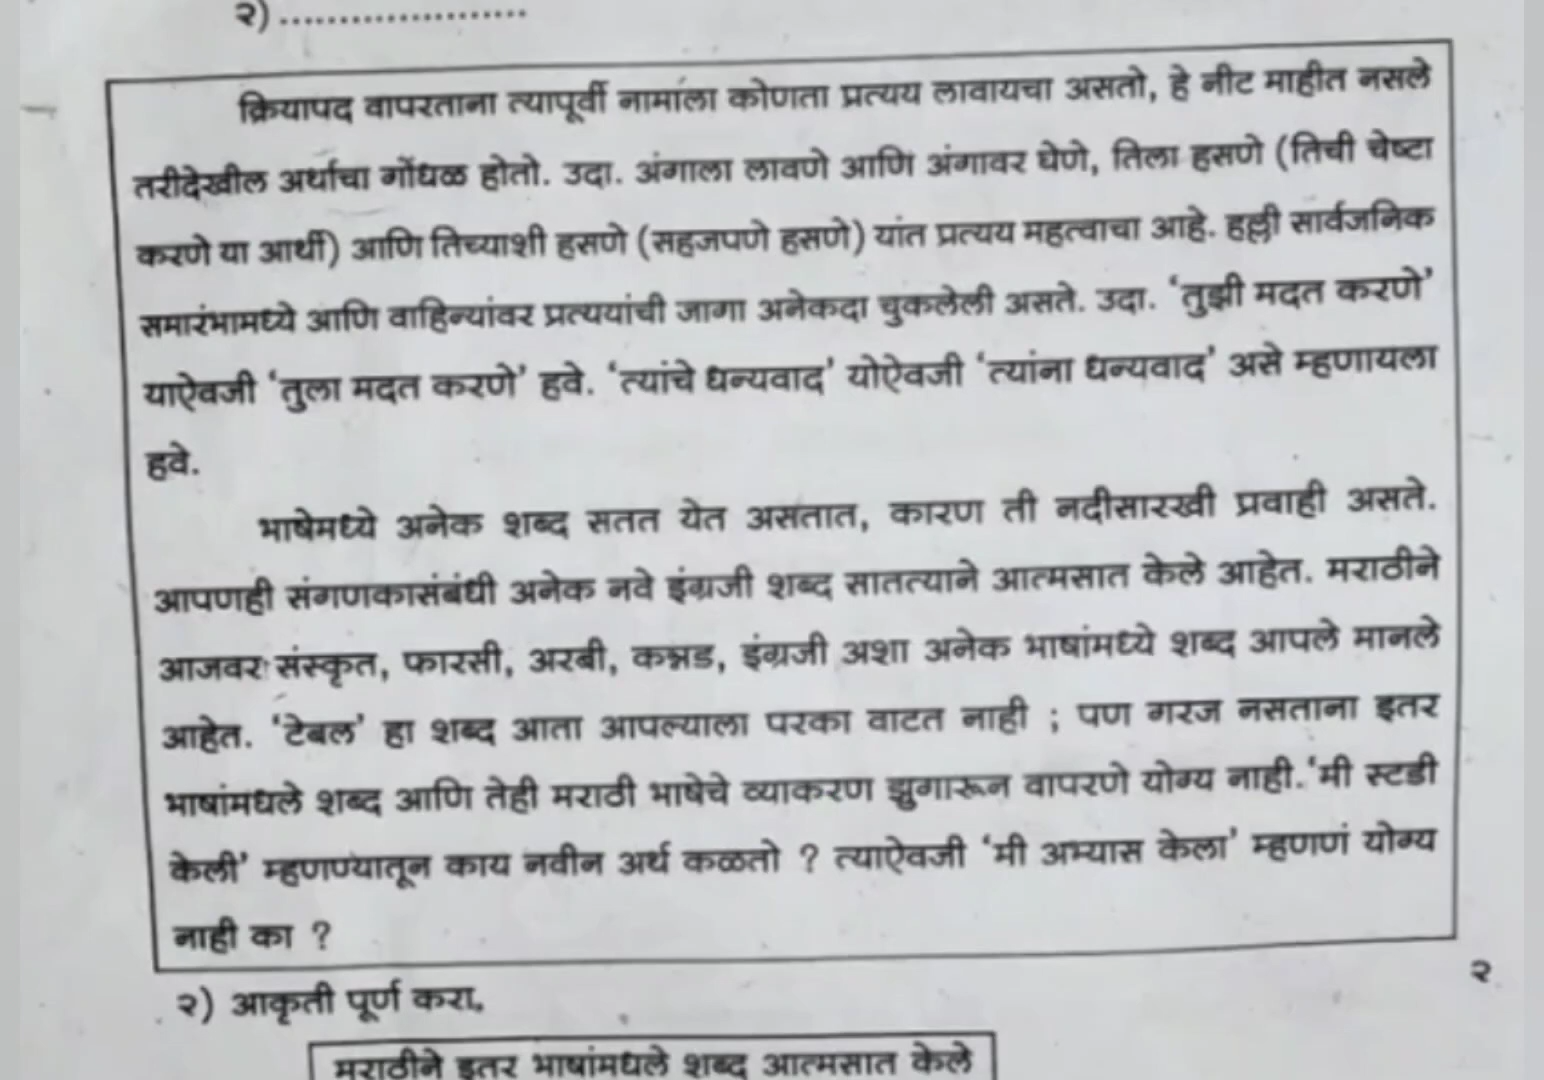 २) ......................
क्रियापद वापरताना त्यापूर्वी नामांला कोणता प्रत्यय लावायचा असतो, हे नीट माहीत नसले
तरीदेखील अर्थाचा गोंधळ होतो. उदा. अंगाला लावणे आणि अंगावर घेणे, तिला हसणे (तिची चेष्टा
करणे या आर्थी) आणि तिच्याशी हसणे (सहजपणे हसणे) यांत प्रत्यय महत्वाचा आहे. हल्ली सार्वजनिक
समारंभामध्ये आणि वाहिन्यांवर प्रत्ययांची जागा अनेकदा चुकलेली असते. उदा. ‘तुझी मदत करणे’
याऐवजी ‘तुला मदत करणे’ हवे. ‘त्यांचे धन्यवाद’ योऐवजी ‘त्यांना धन्यवाद’ असे म्हणायला
हवे.
भाषेमध्ये अनेक शब्द सतत येत असतात, कारण ती नदीसारखी प्रवाही असते.
आपणही संगणकासंबंधी अनेक नवे इंग्रजी शब्द सातत्याने आत्मसात केले आहेत. मराठीने
आजवर संस्कृत, फारसी, अरबी, कन्नड, इंग्रजी अशा अनेक भाषांमध्ये शब्द आपले मानले
आहेत. ‘टेबल’ हा शब्द आता आपल्याला परका वाटत नाही ; पण गरज नसताना इतर
भाषांमधले शब्द आणि तेही मराठी भाषेचे व्याकरण झुगारून वापरणे योग्य नाही. ‘मी स्टडी
केली’ म्हणण्यातून काय नवीन अर्थ कळतो ? त्याऐवजी ‘मी अभ्यास केला’ म्हणणं योग्य
नाही का ?
२) आकृती पूर्ण करा. २
मराठीने इतर भाषांमधले शब्द आत्मसात केले